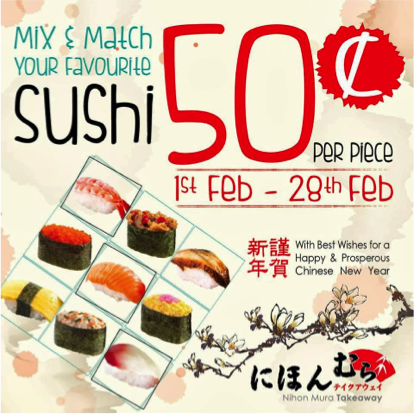 Mix & Match
Your Favourite
Sushi
50¢
Per Piece
1st Feb - 28th Feb
謹賀
新年
With Best Wishes for a
Happy & Prosperous
Chinese New Year
にほんむら
テイクアウェイ
Nihon Mura Takeaway